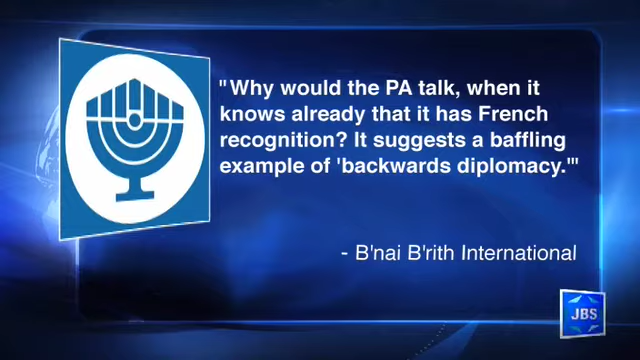 "Why would the PA talk, when it
knows already that it has French
recognition? It suggests a baffling
example of 'backwards diplomacy.'"
- B'nai B'rith International
JBS